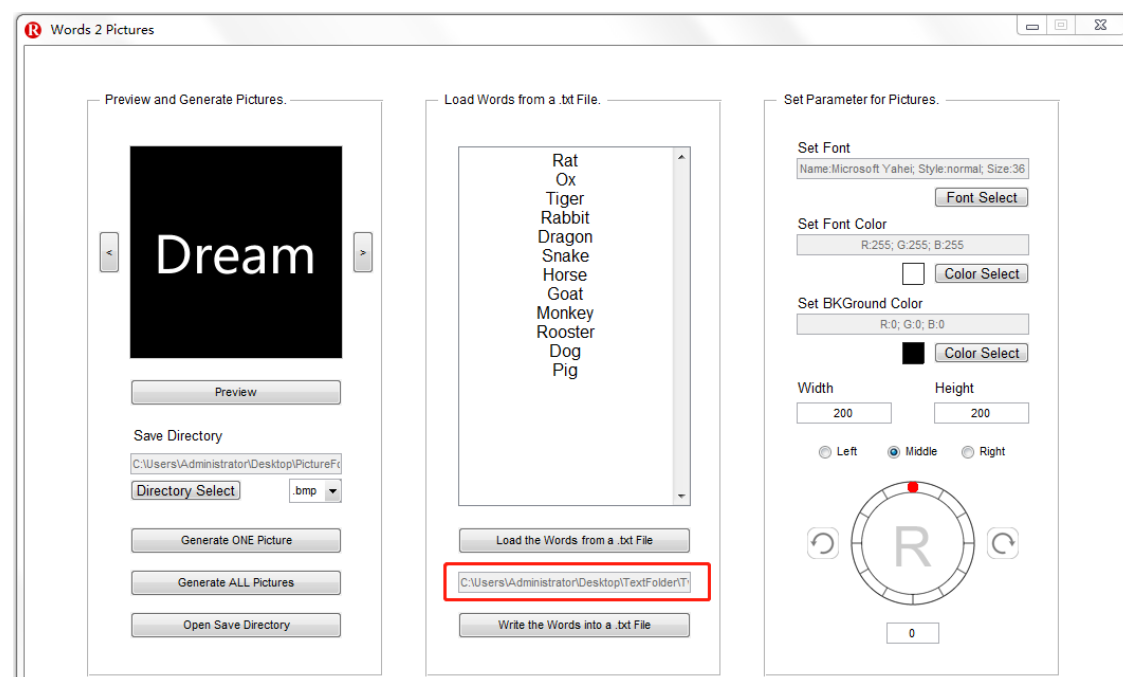 R Words 2 Pictures
Preview and Generate Pictures.
Dream
<
>
Preview
Save Directory
C:\Users\Administrator\Desktop\PictureFo
Directory Select
.bmp
Generate ONE Picture
Generate ALL Pictures
Open Save Directory
Load Words from a .txt File.
Rat
Ox
Tiger
Rabbit
Dragon
Snake
Horse
Goat
Monkey
Rooster
Dog
Pig
Load the Words from a .txt File
C:\Users\Administrator\Desktop\TextFolder\T
Write the Words into a .txt File
Set Parameter for Pictures.
Set Font
Name:Microsoft Yahei; Style:normal; Size:36
Font Select
Set Font Color
R:255; G:255; B:255
Color Select
Set BKGround Color
R:0; G:0; B:0
Color Select
Width Height
200 200
Left Middle Right
R
0